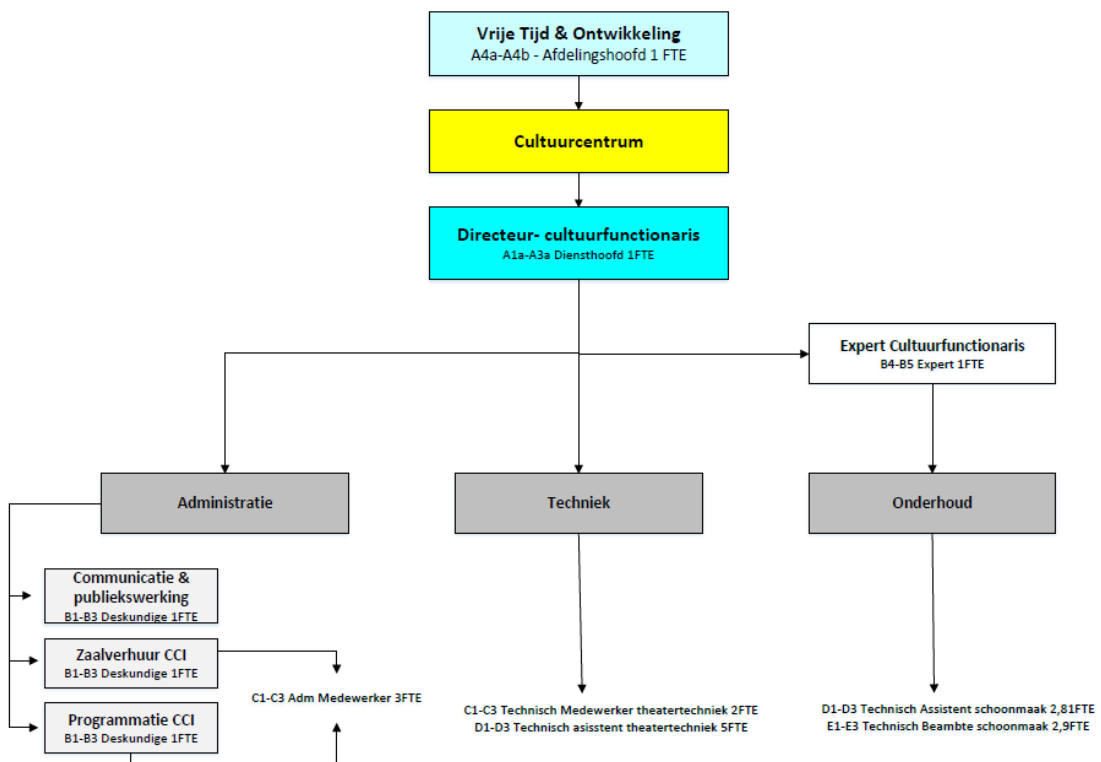 Vrije Tijd & Ontwikkeling
A4a-A4b - Afdelingshoofd 1 FTE
Cultuurcentrum
Directeur- cultuurfunctionaris
A1a-A3a Diensthoofd 1FTE
Expert Cultuurfunctionaris
B4-B5 Expert 1FTE
Administratie
Techniek
Onderhoud
Communicatie &
publiekswerking
B1-B3 Deskundige 1FTE
Zaalverhuur CCI
B1-B3 Deskundige 1FTE
Programmatie CCI
B1-B3 Deskundige 1FTE
C1-C3 Adm Medewerker 3FTE
C1-C3 Technisch Medewerker theatertechniek 2FTE
D1-D3 Technisch asisstent theatertechniek 5FTE
D1-D3 Technisch Assistent schoonmaak 2,81FTE
E1-E3 Technisch Beambte schoonmaak 2,9FTE